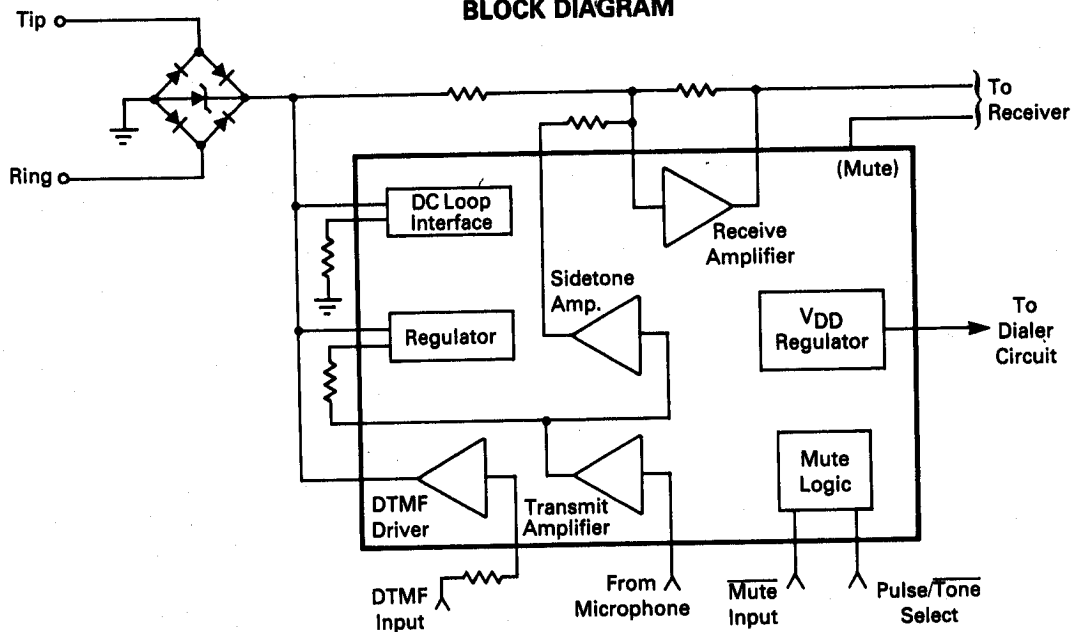 BLOCK DIAGRAM
Tip
To
Receiver
Ring
(Mute)
DC Loop
Interface
Receive
Amplifier
Sidetone
Amp.
Regulator
VDD
Regulator
To
Dialer
Circuit
DTMF
Driver
Transmit
Amplifier
Mute
Logic
DTMF
Input
From
Microphone
Mute
Input
Pulse/Tone
Select